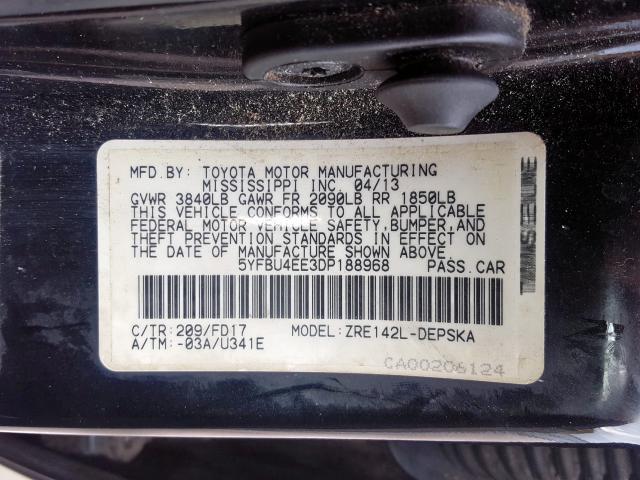 MFD.BY: TOYOTA MOTOR MANUFACTURING
MISSISSIPPI INC. 04/13
GVWR 3840LB GAWR FR 2090LB RR 1850LB
THIS VEHICLE CONFORMS TO ALL APPLICABLE
FEDERAL MOTOR VEHICLE SAFETY,BUMPER,AND
THEFT PREVENTION STANDARDS IN EFFECT ON
THE DATE OF MANUFACTURE SHOWN ABOVE.
5YFBU4EE3DP188968 PASS.CAR
C/TR:209/FD17 MODEL:ZRE142L-DEPSKA
A/TM:-03A/U341E
CA00206124